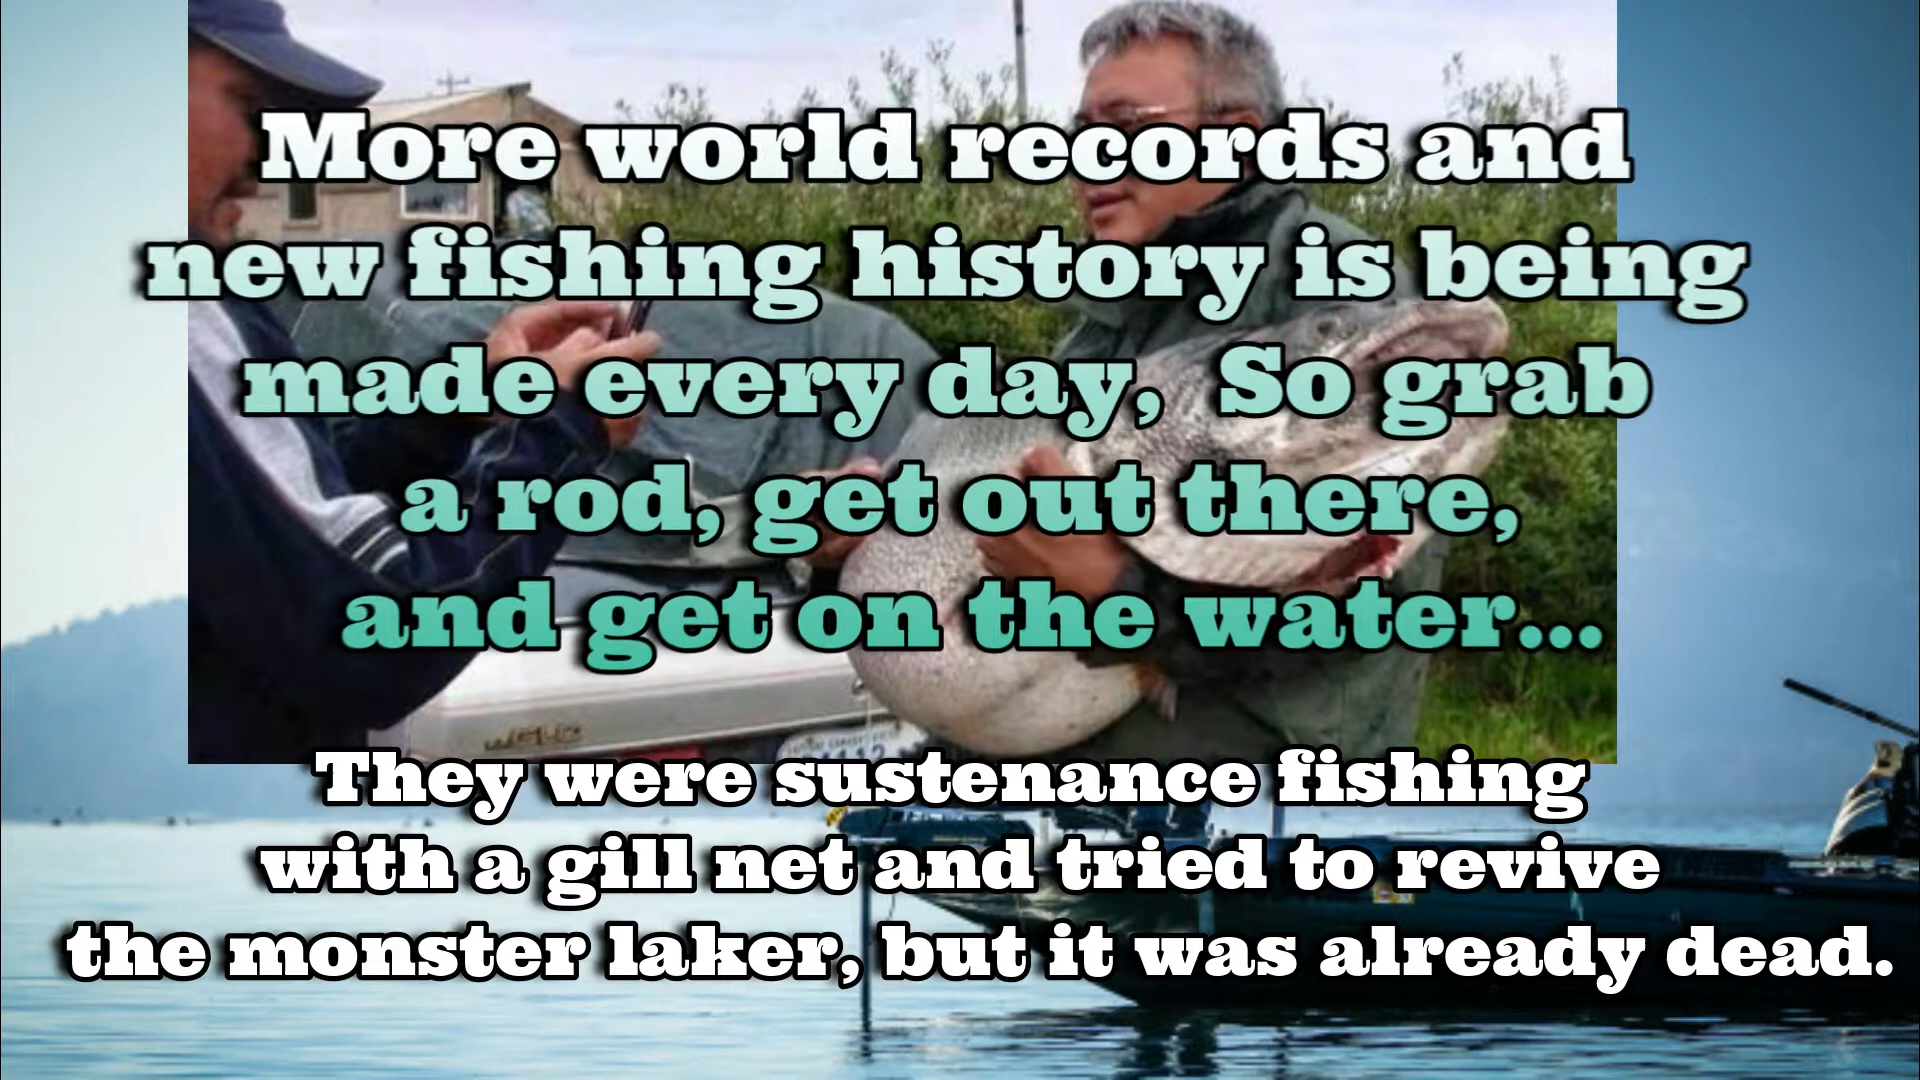 More world records and
new fishing history is being
made every day, So grab
a rod, get out there,
and get on the water...
They were sustenance fishing
with a gill net and tried to revive
the monster laker, but it was already dead.